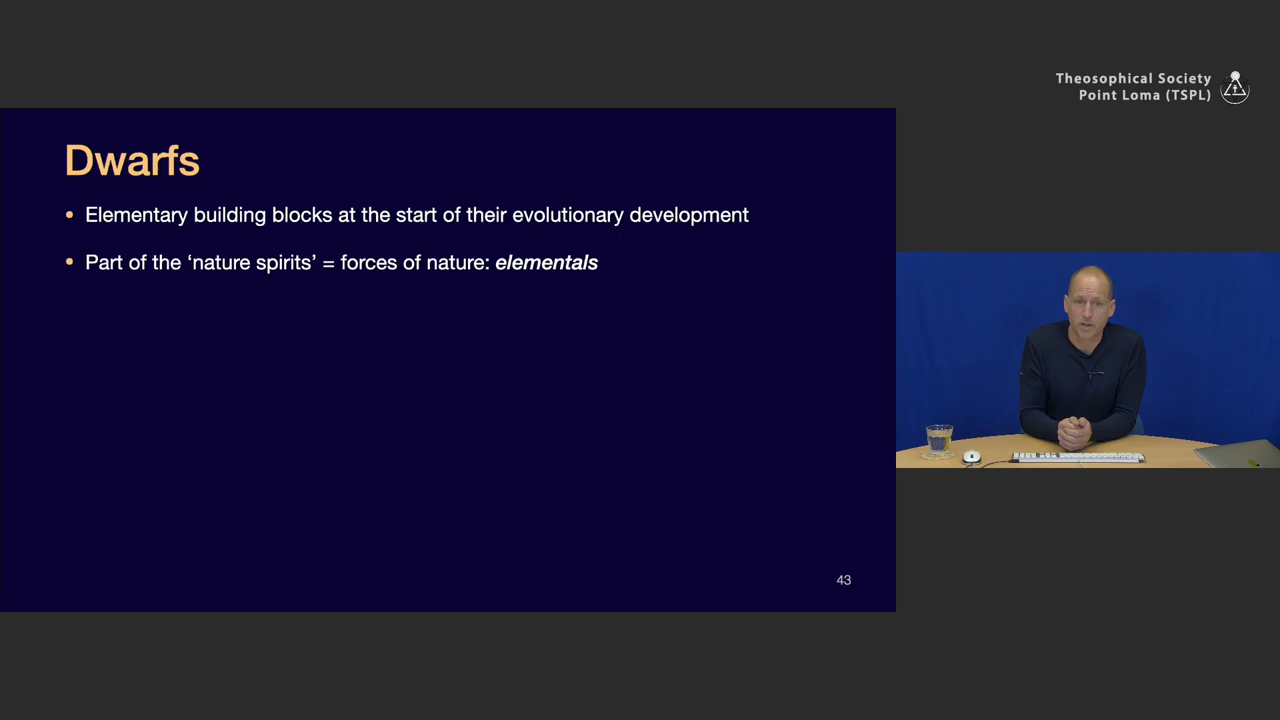 Theosophical Society
Point Loma (TSPL)
Dwarfs
• Elementary building blocks at the start of their evolutionary development
• Part of the ‘nature spirits’ = forces of nature: elementals
43